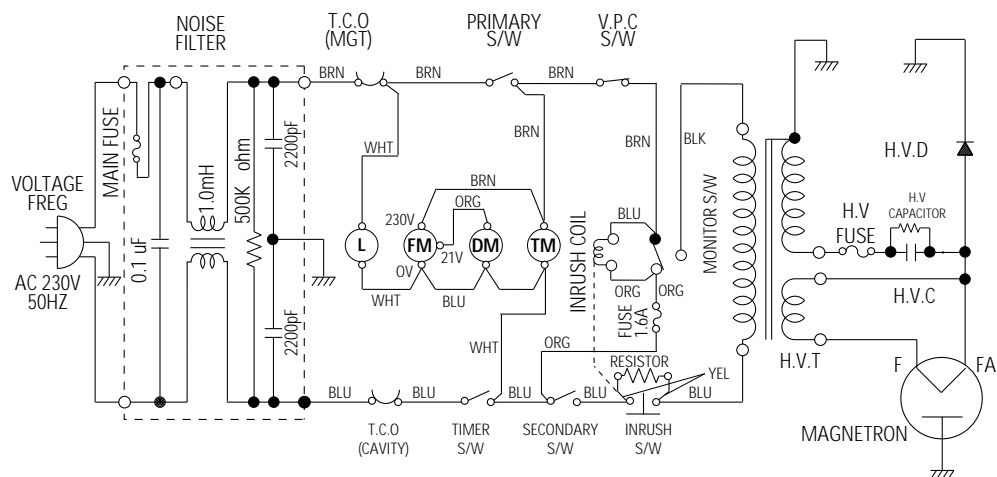 NOISE
FILTER
T.C.O
(MGT)
PRIMARY
S/W
V.P.C
S/W
BRN
BRN
BRN
MAIN FUSE
1.0mH
500K ohm
2200pF
2200pF
0.1 uF
VOLTAGE
FREG
AC 230V
50HZ
WHT
BRN
BRN
BLK
BRN
ORG
230V
21V
0V
L
FM
DM
TM
WHT
BLU
INRUSH COIL
BLU
ORG
ORG
FUSE
1.6A
MONITOR S/W
WHT
ORG
RESISTOR
YEL
BLU
BLU
BLU
BLU
BLU
T.C.O
(CAVITY)
TIMER
S/W
SECONDARY
S/W
INRUSH
S/W
H.V.D
H.V
FUSE
H.V
CAPACITOR
H.V.C
H.V.T
F
FA
MAGNETRON